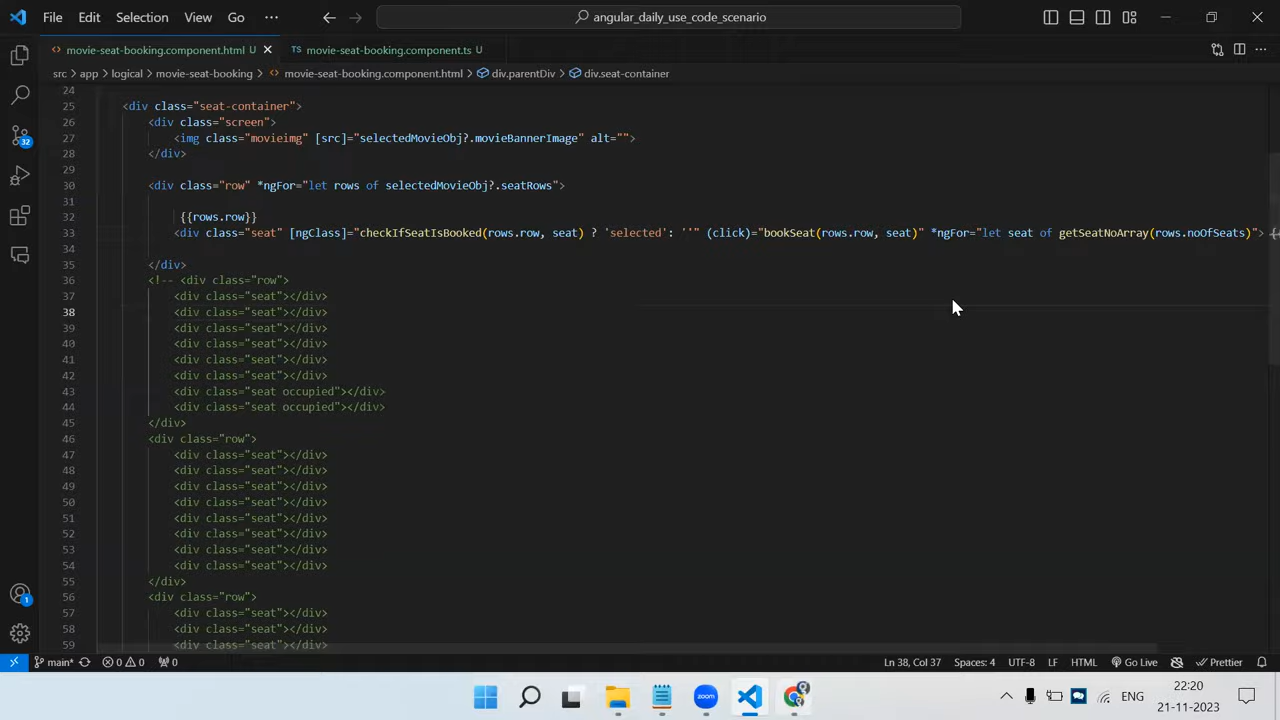 File Edit Selection View Go ··· angular_daily_use_code_scenario
movie-seat-booking.component.html U movie-seat-booking.component.ts U
TS
src > app > logical > movie-seat-booking > movie-seat-booking.component.html > div.parentDiv > div.seat-container
24
25 <div class="seat-container">
26 <div class="screen">
27 <img class="movieimg" [src]="selectedMovieObj?.movieBannerImage" alt="">
28 </div>
29
30 <div class="row" *ngFor="let rows of selectedMovieObj?.seatRows">
31
32 {{rows.row}}
33 <div class="seat" [ngClass]="checkIfSeatIsBooked(rows.row, seat) ? 'selected': ''" (click)="bookSeat(rows.row, seat)" *ngFor="let seat of getSeatNoArray(rows.noOfSeats)">
34
35 </div>
36 <!-- <div class="row">
37 <div class="seat"></div>
38 <div class="seat"></div>
39 <div class="seat"></div>
40 <div class="seat"></div>
41 <div class="seat"></div>
42 <div class="seat"></div>
43 <div class="seat occupied"></div>
44 <div class="seat occupied"></div>
45 </div>
46 <div class="row">
47 <div class="seat"></div>
48 <div class="seat"></div>
49 <div class="seat"></div>
50 <div class="seat"></div>
51 <div class="seat"></div>
52 <div class="seat"></div>
53 <div class="seat"></div>
54 <div class="seat"></div>
55 </div>
56 <div class="row">
57 <div class="seat"></div>
58 <div class="seat"></div>
59 <div class="seat"></div>
32
1
main* 0 0 0 Ln 38, Col 37 Spaces: 4 UTF-8 LF HTML Go Live Prettier
zoom
ENG 22:20
21-11-2023